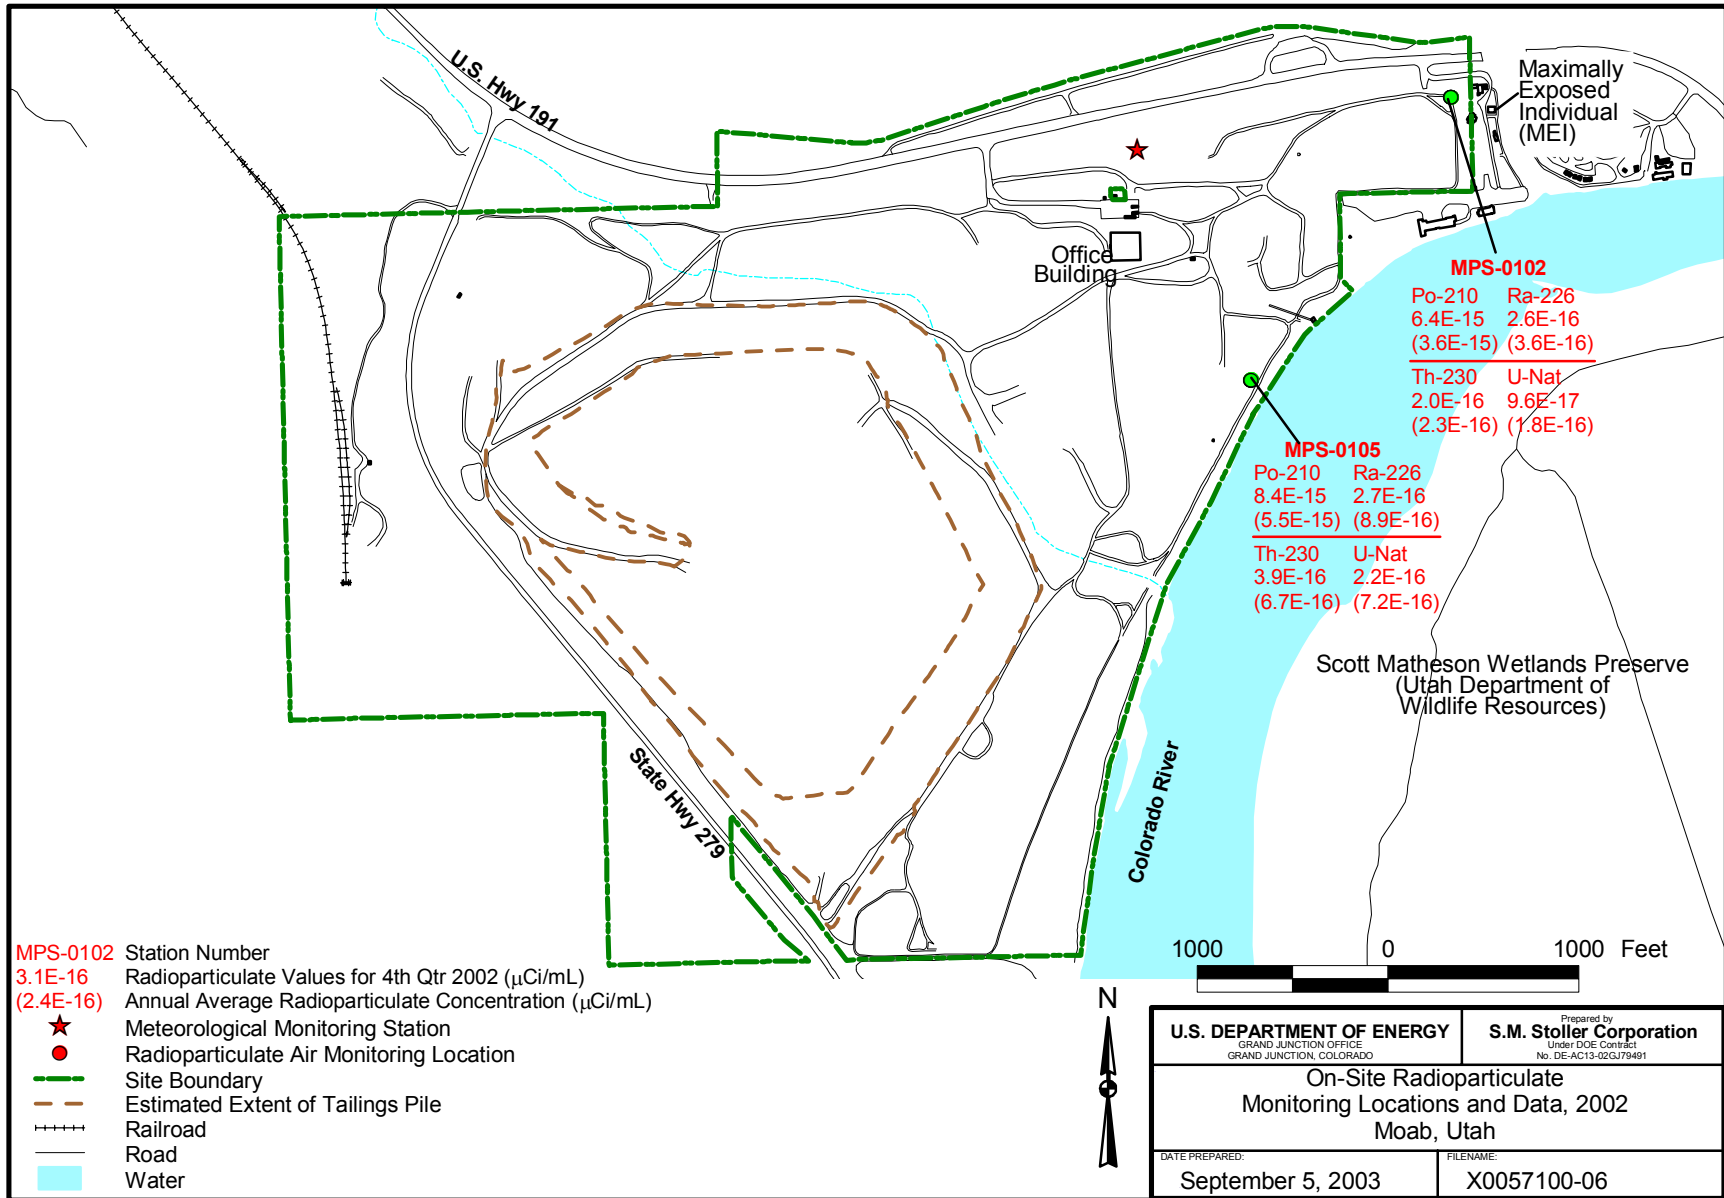 U.S. Hwy 191
Maximally
Exposed
Individual
(MEI)
Office
Building
MPS-0102
Po-210 Ra-226
6.4E-15 2.6E-16
(3.6E-15) (3.6E-16)
Th-230 U-Nat
2.0E-16 9.6E-17
(2.3E-16) (1.8E-16)
MPS-0105
Po-210 Ra-226
8.4E-15 2.7E-16
(5.5E-15) (8.9E-16)
Th-230 U-Nat
3.9E-16 2.2E-16
(6.7E-16) (7.2E-16)
Scott Matheson Wetlands Preserve
(Utah Department of
Wildlife Resources)
State Hwy 279
Colorado River
MPS-0102 Station Number
3.1E-16 Radioparticulate Values for 4th Qtr 2002 (μCi/mL)
(2.4E-16) Annual Average Radioparticulate Concentration (μCi/mL)
Meteorological Monitoring Station
Radioparticulate Air Monitoring Location
Site Boundary
Estimated Extent of Tailings Pile
Railroad
Road
Water
1000 0 1000 Feet
N
U.S. DEPARTMENT OF ENERGY
GRAND JUNCTION OFFICE
GRAND JUNCTION, COLORADO
Prepared by
S.M. Stoller Corporation
Under DOE Contract
No. DE-AC13-02GJ79491
On-Site Radioparticulate
Monitoring Locations and Data, 2002
Moab, Utah
DATE PREPARED:
September 5, 2003
FILENAME:
X0057100-06